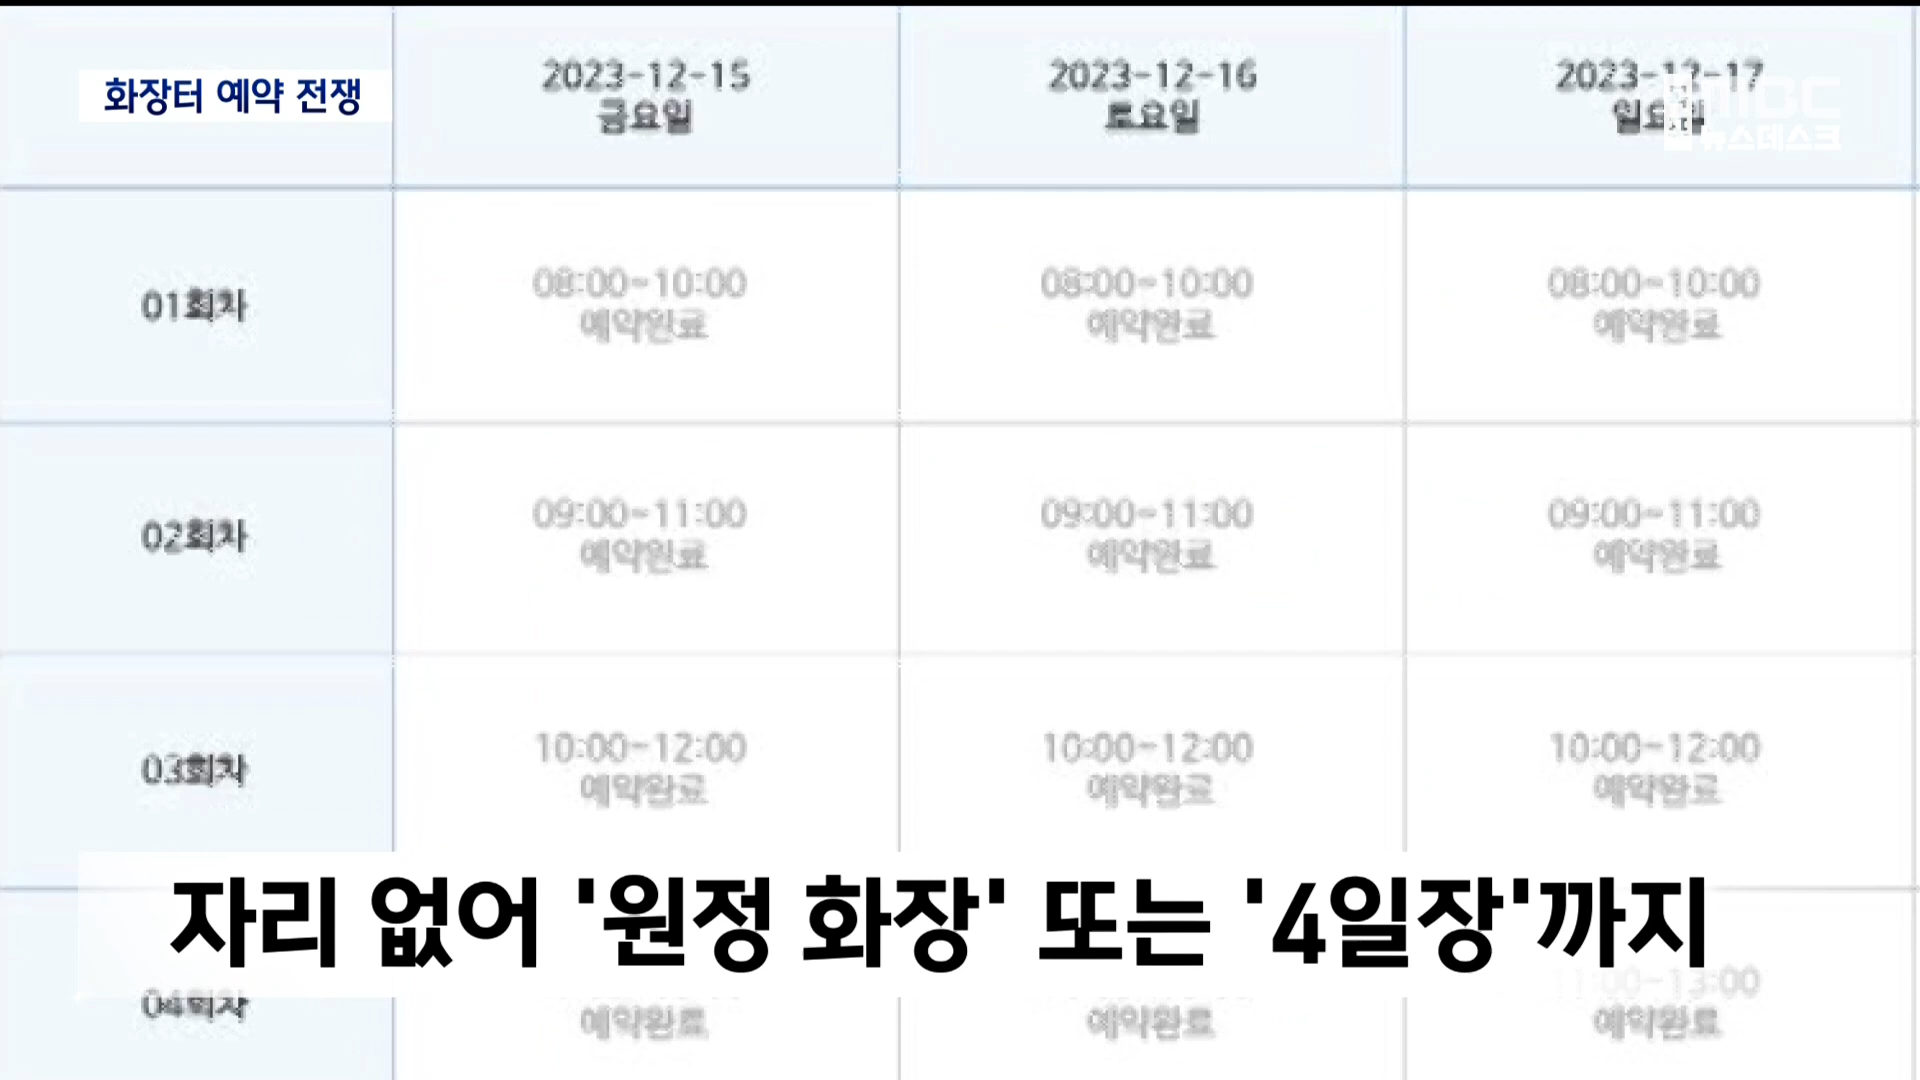 화장터 예약 전쟁
2023-12-15 2023-12-16 2023-12-17
금요일 토요일 일요일
MBC
뉴스데스크
08:00~10:00 08:00~10:00 08:00~10:00
01회차
예약완료 예약완료 예약완료
09:00~11:00 09:00~11:00 09:00~11:00
02회차
예약완료 예약완료 예약완료
10:00~12:00 10:00~12:00 10:00~12:00
03회차
예약완료 예약완료 예약완료
자리 없어 '원정 화장' 또는 '4일장'까지
11:00~13:00
04회차
예약완료 예약완료 예약완료